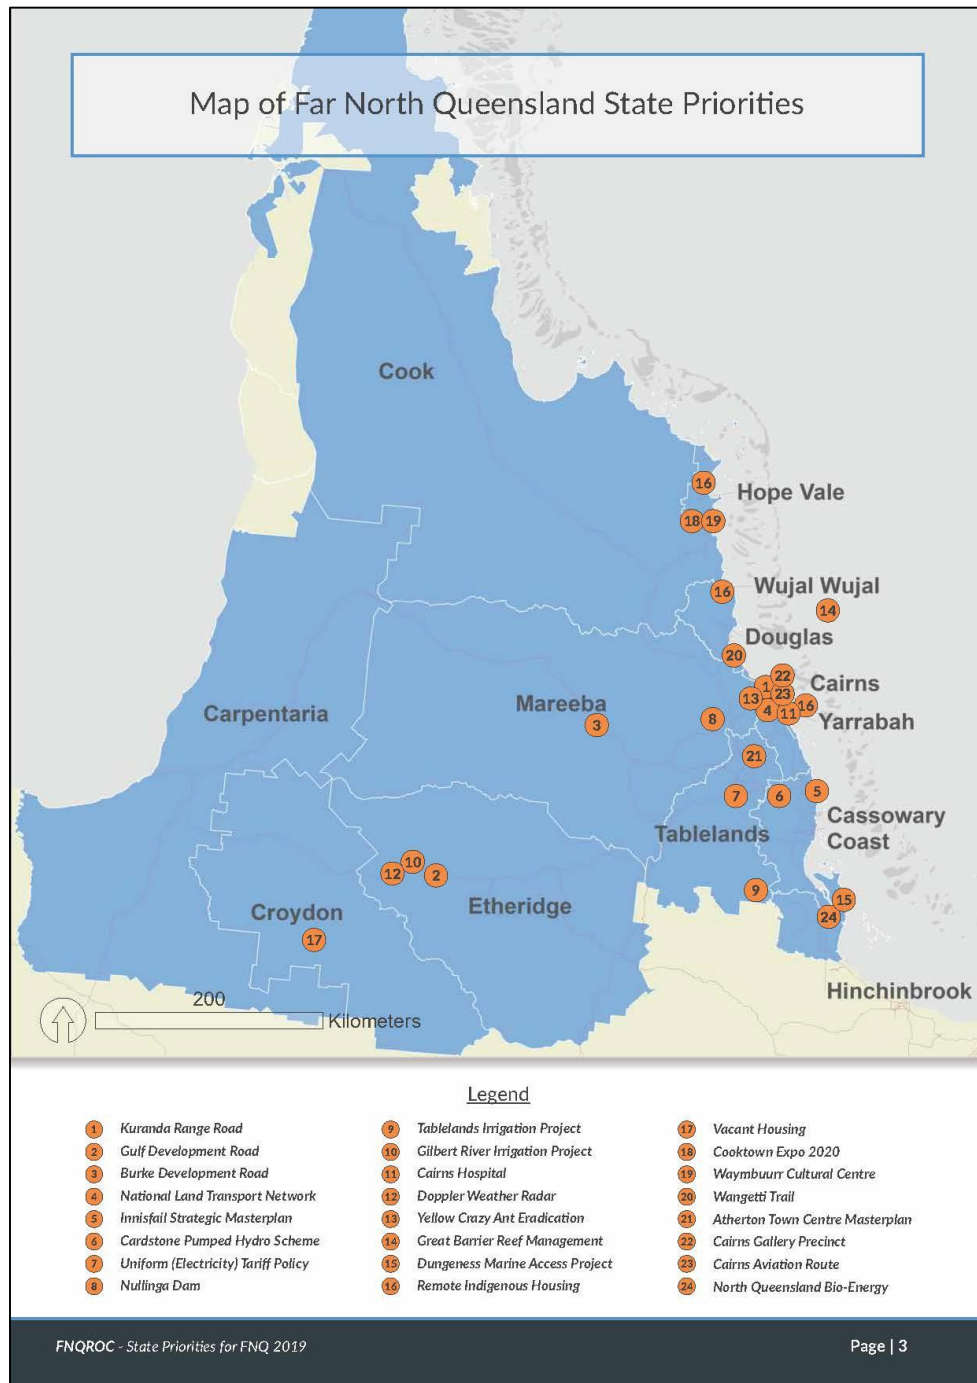 Map of Far North Queensland State Priorities
Cook
16
Hope Vale
18 19
16
Wujal Wujal
14
Douglas
20
22
1
23
Cairns
13
4
11
16
Yarrabah
Mareeba
3
8
Carpentaria
21
7
6
5
Cassowary
Coast
Tablelands
10
12
2
9
15
24
Croydon
17
Etheridge
Hinchinbrook
200
Kilometers
Legend
1 Kuranda Range Road
2 Gulf Development Road
3 Burke Development Road
4 National Land Transport Network
5 Innisfail Strategic Masterplan
6 Cardstone Pumped Hydro Scheme
7 Uniform (Electricity) Tariff Policy
8 Nullinga Dam
9 Tablelands Irrigation Project
10 Gilbert River Irrigation Project
11 Cairns Hospital
12 Doppler Weather Radar
13 Yellow Crazy Ant Eradication
14 Great Barrier Reef Management
15 Dungeness Marine Access Project
16 Remote Indigenous Housing
17 Vacant Housing
18 Cooktown Expo 2020
19 Waymbuurr Cultural Centre
20 Wangetti Trail
21 Atherton Town Centre Masterplan
22 Cairns Gallery Precinct
23 Cairns Aviation Route
24 North Queensland Bio-Energy
FNQROC - State Priorities for FNQ 2019
Page | 3